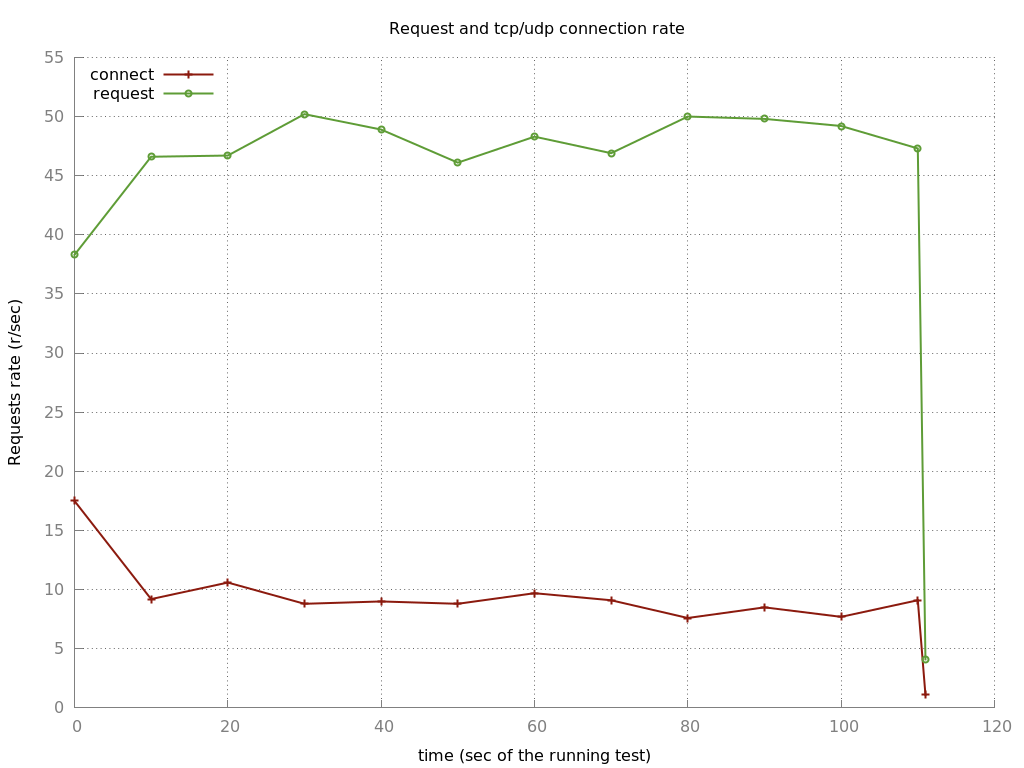 Request and tcp/udp connection rate
connect
request
55
50
45
40
35
30
25
20
15
10
5
0
Requests rate (r/sec)
0 20 40 60 80 100 120
time (sec of the running test)